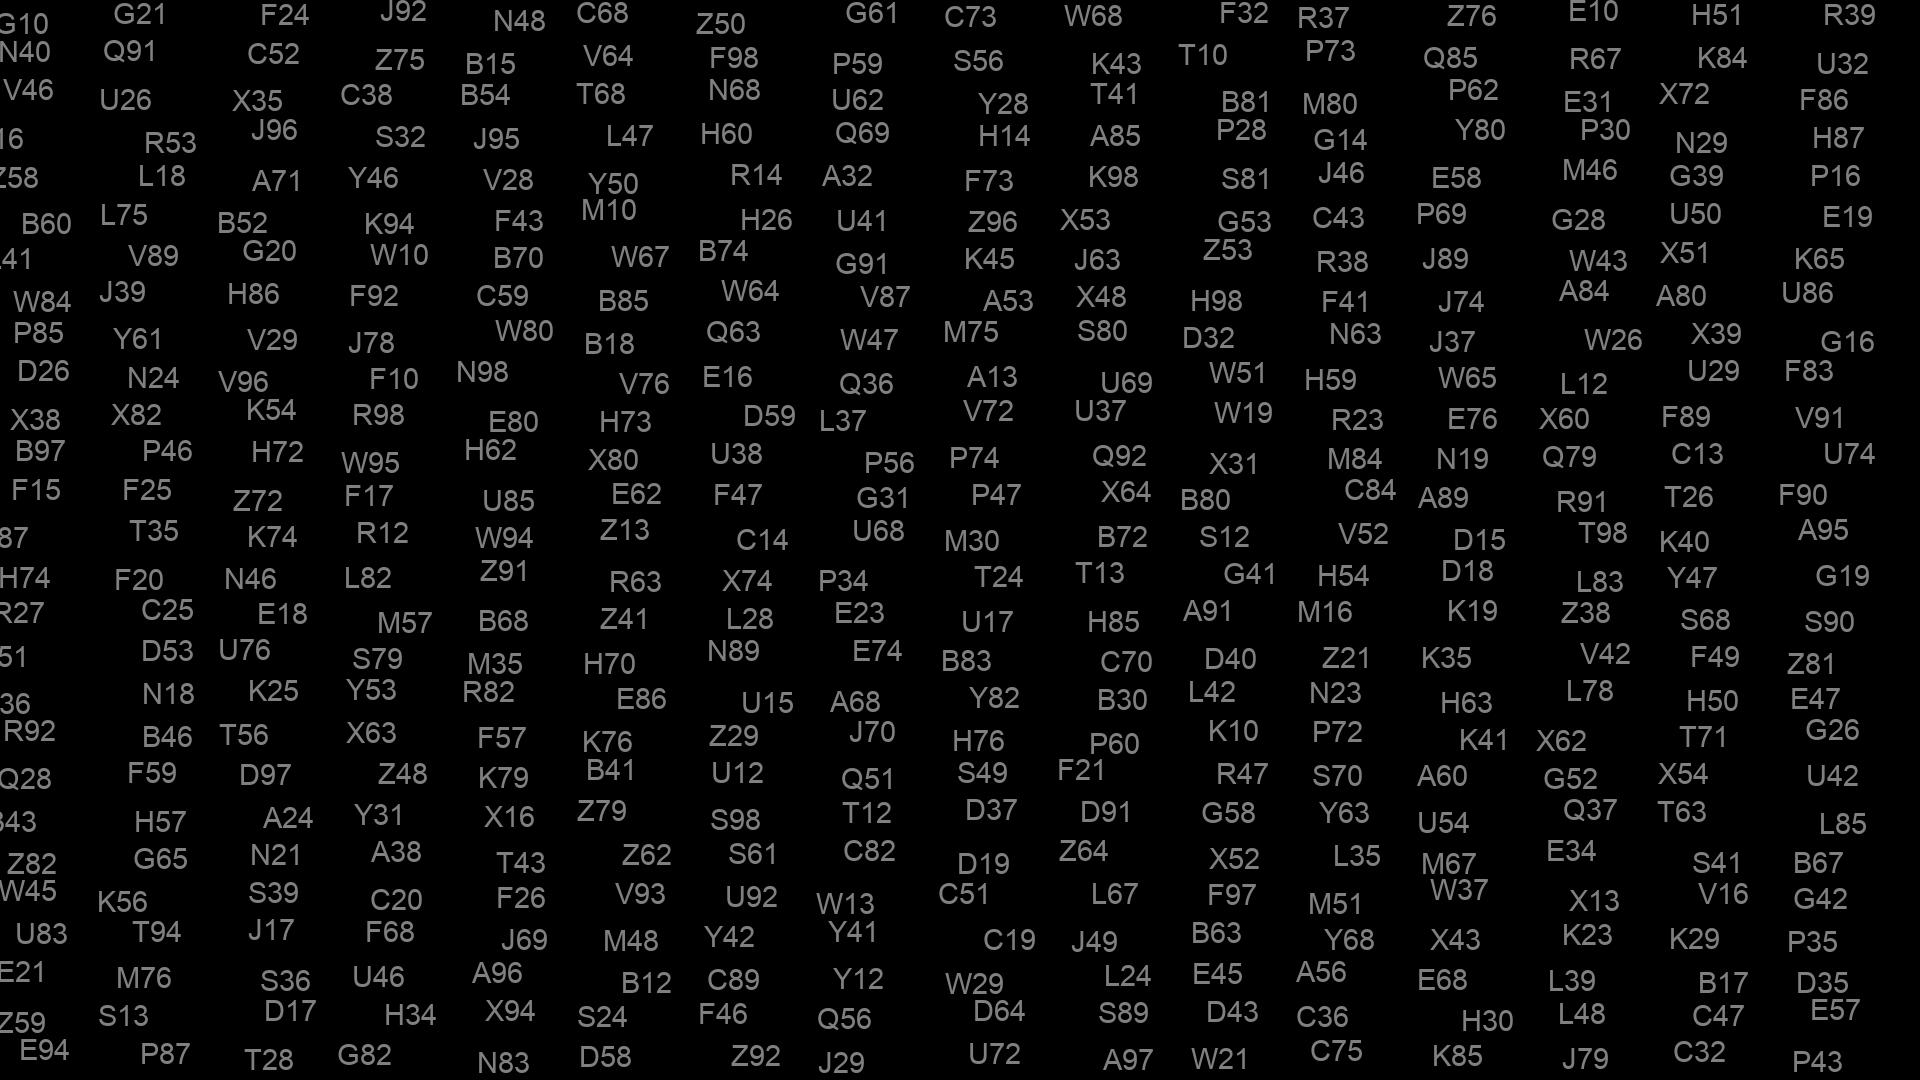 G10 G21 F24 J92 N48 C68 Z50 G61 C73 W68 F32 R37 Z76 E10 H51 R39
N40 Q91 C52 Z75 B15 V64 F98 P59 S56 K43 T10 P73 Q85 R67 K84 U32
V46 U26 X35 C38 B54 T68 N68 U62 Y28 T41 B81 M80 P62 E31 X72 F86
16 R53 J96 S32 J95 L47 H60 Q69 H14 A85 P28 G14 Y80 P30 N29 H87
Z58 L18 A71 Y46 V28 Y50 R14 A32 F73 K98 S81 J46 E58 M46 G39 P16
B60 L75 B52 K94 F43 M10 H26 U41 Z96 X53 G53 C43 P69 G28 U50 E19
41 V89 G20 W10 B70 W67 B74 G91 K45 J63 Z53 R38 J89 W43 X51 K65
W84 J39 H86 F92 C59 B85 W64 V87 A53 X48 H98 F41 J74 A84 A80 U86
P85 Y61 V29 J78 W80 B18 Q63 W47 M75 S80 D32 N63 J37 W26 X39 G16
D26 N24 V96 F10 N98 V76 E16 Q36 A13 U69 W51 H59 W65 L12 U29 F83
X38 X82 K54 R98 E80 H73 D59 L37 V72 U37 W19 R23 E76 X60 F89 V91
B97 P46 H72 W95 H62 X80 U38 P56 P74 Q92 X31 M84 N19 Q79 C13 U74
F15 F25 Z72 F17 U85 E62 F47 G31 P47 X64 B80 C84 A89 R91 T26 F90
87 T35 K74 R12 W94 Z13 C14 U68 M30 B72 S12 V52 D15 T98 K40 A95
H74 F20 N46 L82 Z91 R63 X74 P34 T24 T13 G41 H54 D18 L83 Y47 G19
R27 C25 E18 M57 B68 Z41 L28 E23 U17 H85 A91 M16 K19 Z38 S68 S90
51 D53 U76 S79 M35 H70 N89 E74 B83 C70 D40 Z21 K35 V42 F49 Z81
36 N18 K25 Y53 R82 E86 U15 A68 Y82 B30 L42 N23 H63 L78 H50 E47
R92 B46 T56 X63 F57 K76 Z29 J70 H76 P60 K10 P72 K41 X62 T71 G26
Q28 F59 D97 Z48 K79 B41 U12 Q51 S49 F21 R47 S70 A60 G52 X54 U42
B43 H57 A24 Y31 X16 Z79 S98 T12 D37 D91 G58 Y63 U54 Q37 T63 L85
Z82 G65 N21 A38 T43 Z62 S61 C82 D19 Z64 X52 L35 M67 E34 S41 B67
W45 K56 S39 C20 F26 V93 U92 W13 C51 L67 F97 M51 W37 X13 V16 G42
U83 T94 J17 F68 J69 M48 Y42 Y41 C19 J49 B63 Y68 X43 K23 K29 P35
E21 M76 S36 U46 A96 B12 C89 Y12 W29 L24 E45 A56 E68 L39 B17 D35
Z59 S13 D17 H34 X94 S24 F46 Q56 D64 S89 D43 C36 H30 L48 C47 E57
E94 P87 T28 G82 N83 D58 Z92 J29 U72 A97 W21 C75 K85 J79 C32 P43